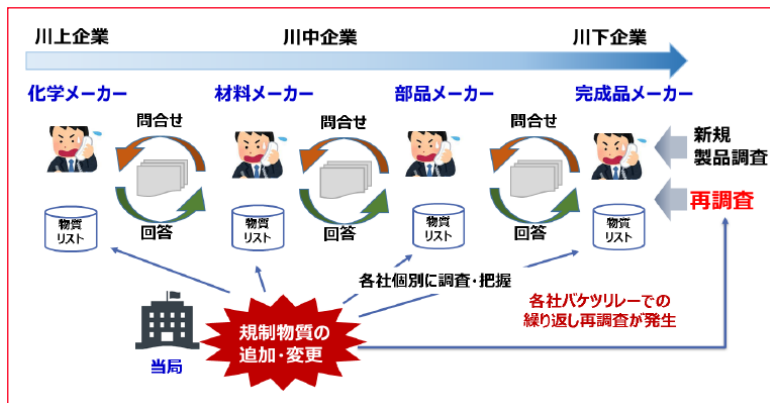 川上企業
川中企業
川下企業
化学メーカー
材料メーカー
部品メーカー
完成品メーカー
問合せ
問合せ
問合せ
新規
製品調査
再調査
回答
回答
回答
物質
リスト
物質
リスト
物質
リスト
物質
リスト
各社個別に調査・把握
各社バケツリレーでの
繰り返し再調査が発生
規制物質の
追加・変更
当局